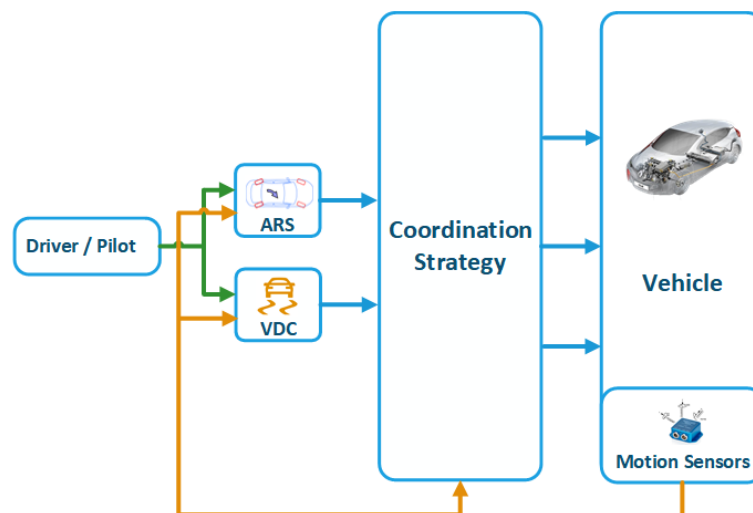 ARS
Driver / Pilot
VDC
Coordination
Strategy
Vehicle
Motion Sensors